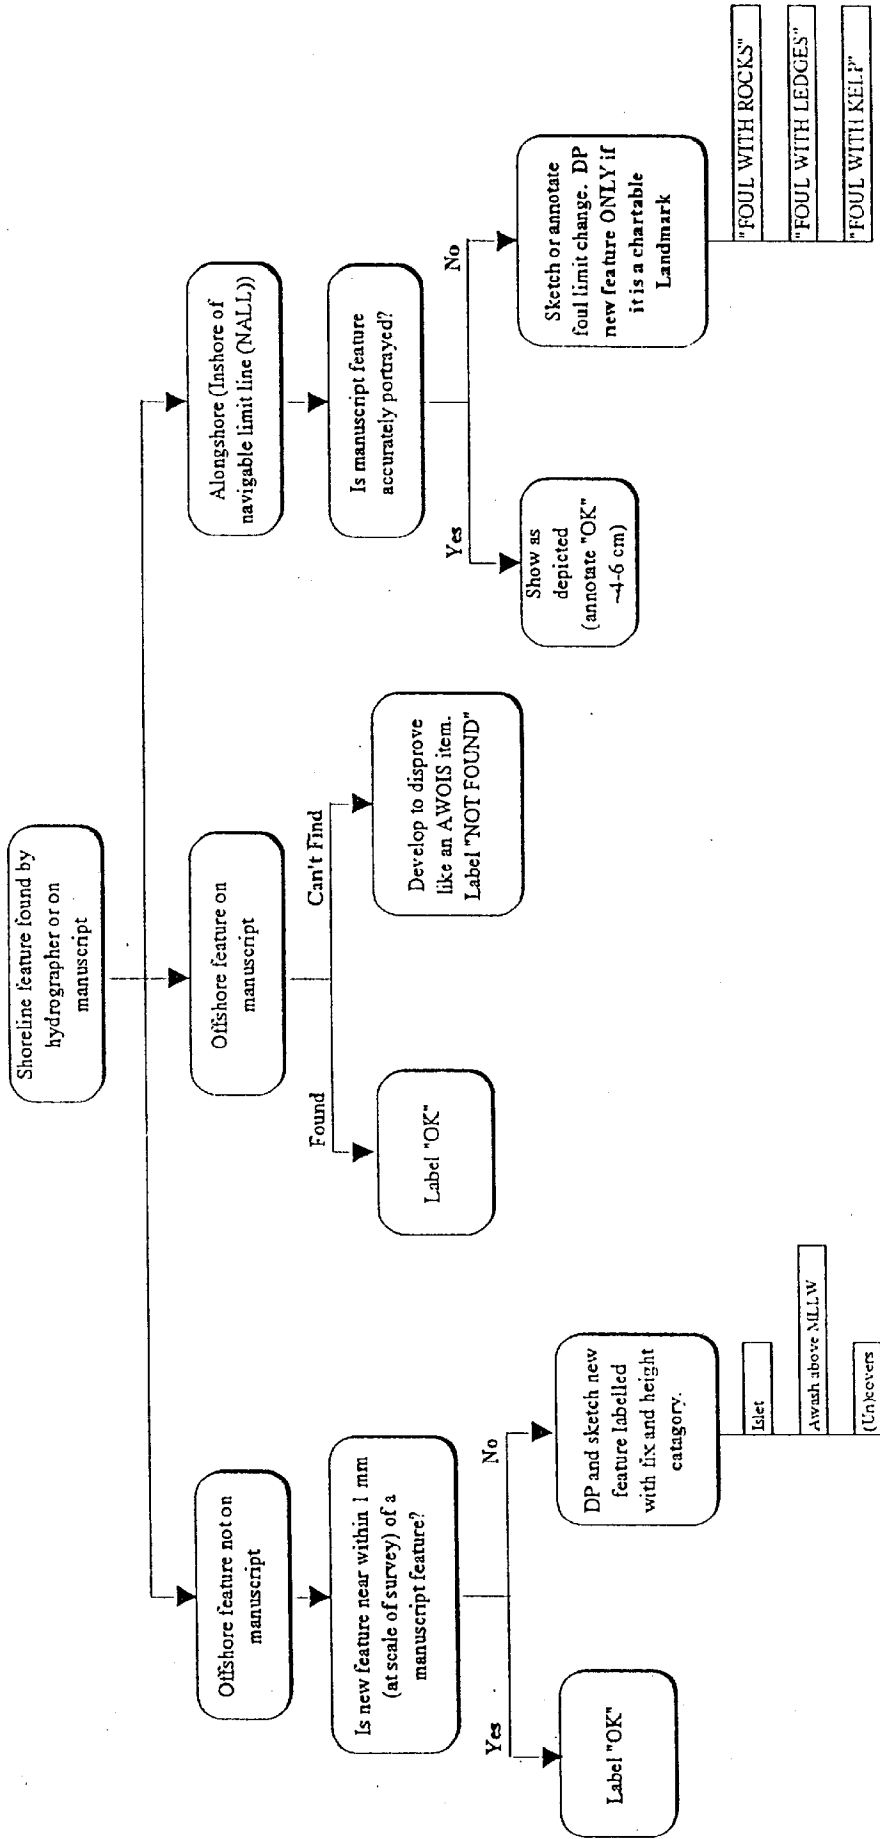 Shoreline feature found by
hydrographer or on
manuscript
Offshore feature not on
manuscript
Is new feature near within 1 mm
(at scale of survey) of a
manuscript feature?
Yes
No
Label "OK"
DP and sketch new
feature labelled
with fix and height
catagory.
Islet
Awash above MLLW
(Un)covers
Offshore feature on
manuscript
Found
Can't Find
Label "OK"
Develop to disprove
like an AWOIS item.
Label "NOT FOUND"
Alongshore (Inshore of
navigable limit line (NALL))
Is manuscript feature
accurately portrayed?
Yes
No
Show as
depicted
(annotate "OK"
~4-6 cm)
Sketch or annotate
foul limit change. DP
new feature ONLY if
it is a chartable
Landmark
"FOUL WITH ROCKS"
"FOUL WITH LEDGES"
"FOUL WITH KELP"